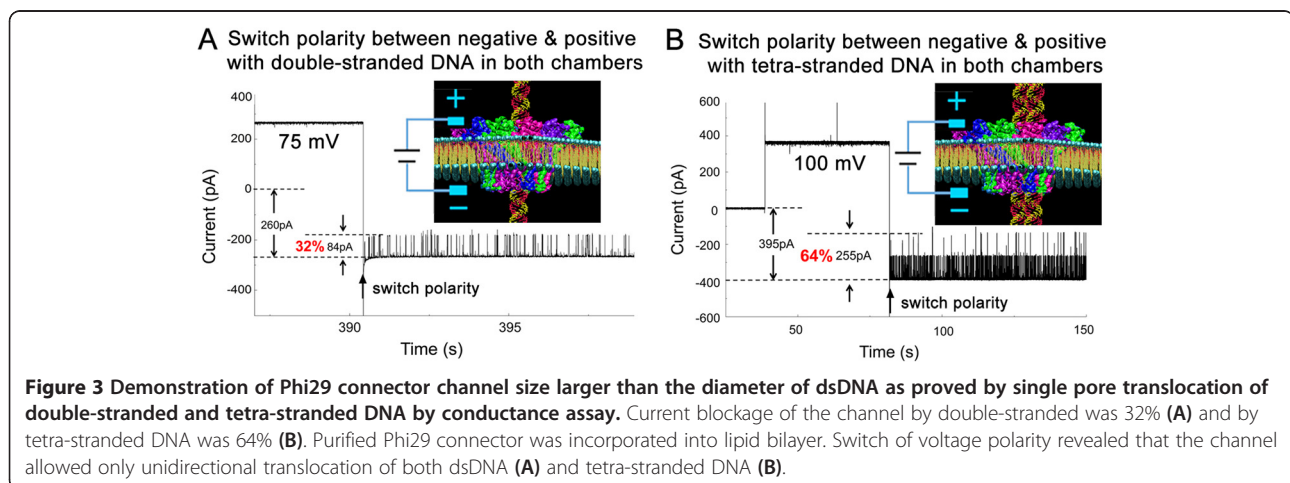 A Switch polarity between negative & positive
with double-stranded DNA in both chambers
400
200
0
-200
-400
Current (pA)
75 mV
260pA
32% 84pA
switch polarity
+
−
390
395
Time (s)
B Switch polarity between negative & positive
with tetra-stranded DNA in both chambers
600
400
200
0
-200
-400
-600
Current (pA)
100 mV
395pA
64% 255pA
switch polarity
+
−
50
100
150
Time (s)
Figure 3 Demonstration of Phi29 connector channel size larger than the diameter of dsDNA as proved by single pore translocation of
double-stranded and tetra-stranded DNA by conductance assay. Current blockage of the channel by double-stranded was 32% (A) and by
tetra-stranded DNA was 64% (B). Purified Phi29 connector was incorporated into lipid bilayer. Switch of voltage polarity revealed that the channel
allowed only unidirectional translocation of both dsDNA (A) and tetra-stranded DNA (B).